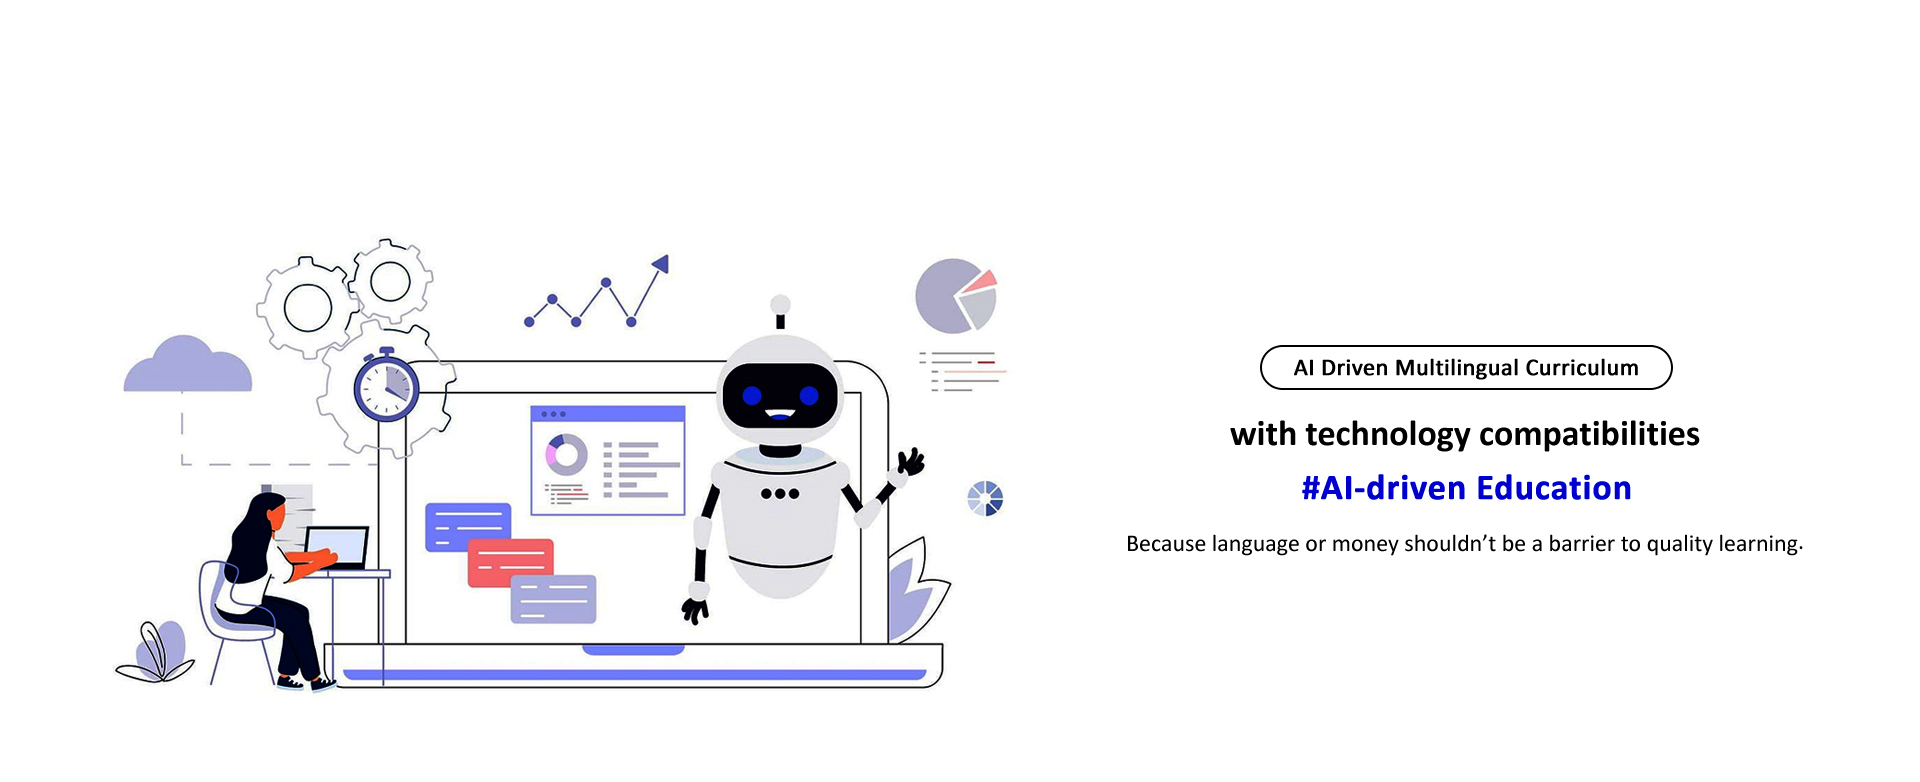 AI Driven Multilingual Curriculum
with technology compatibilities
#AI-driven Education
Because language or money shouldn’t be a barrier to quality learning.